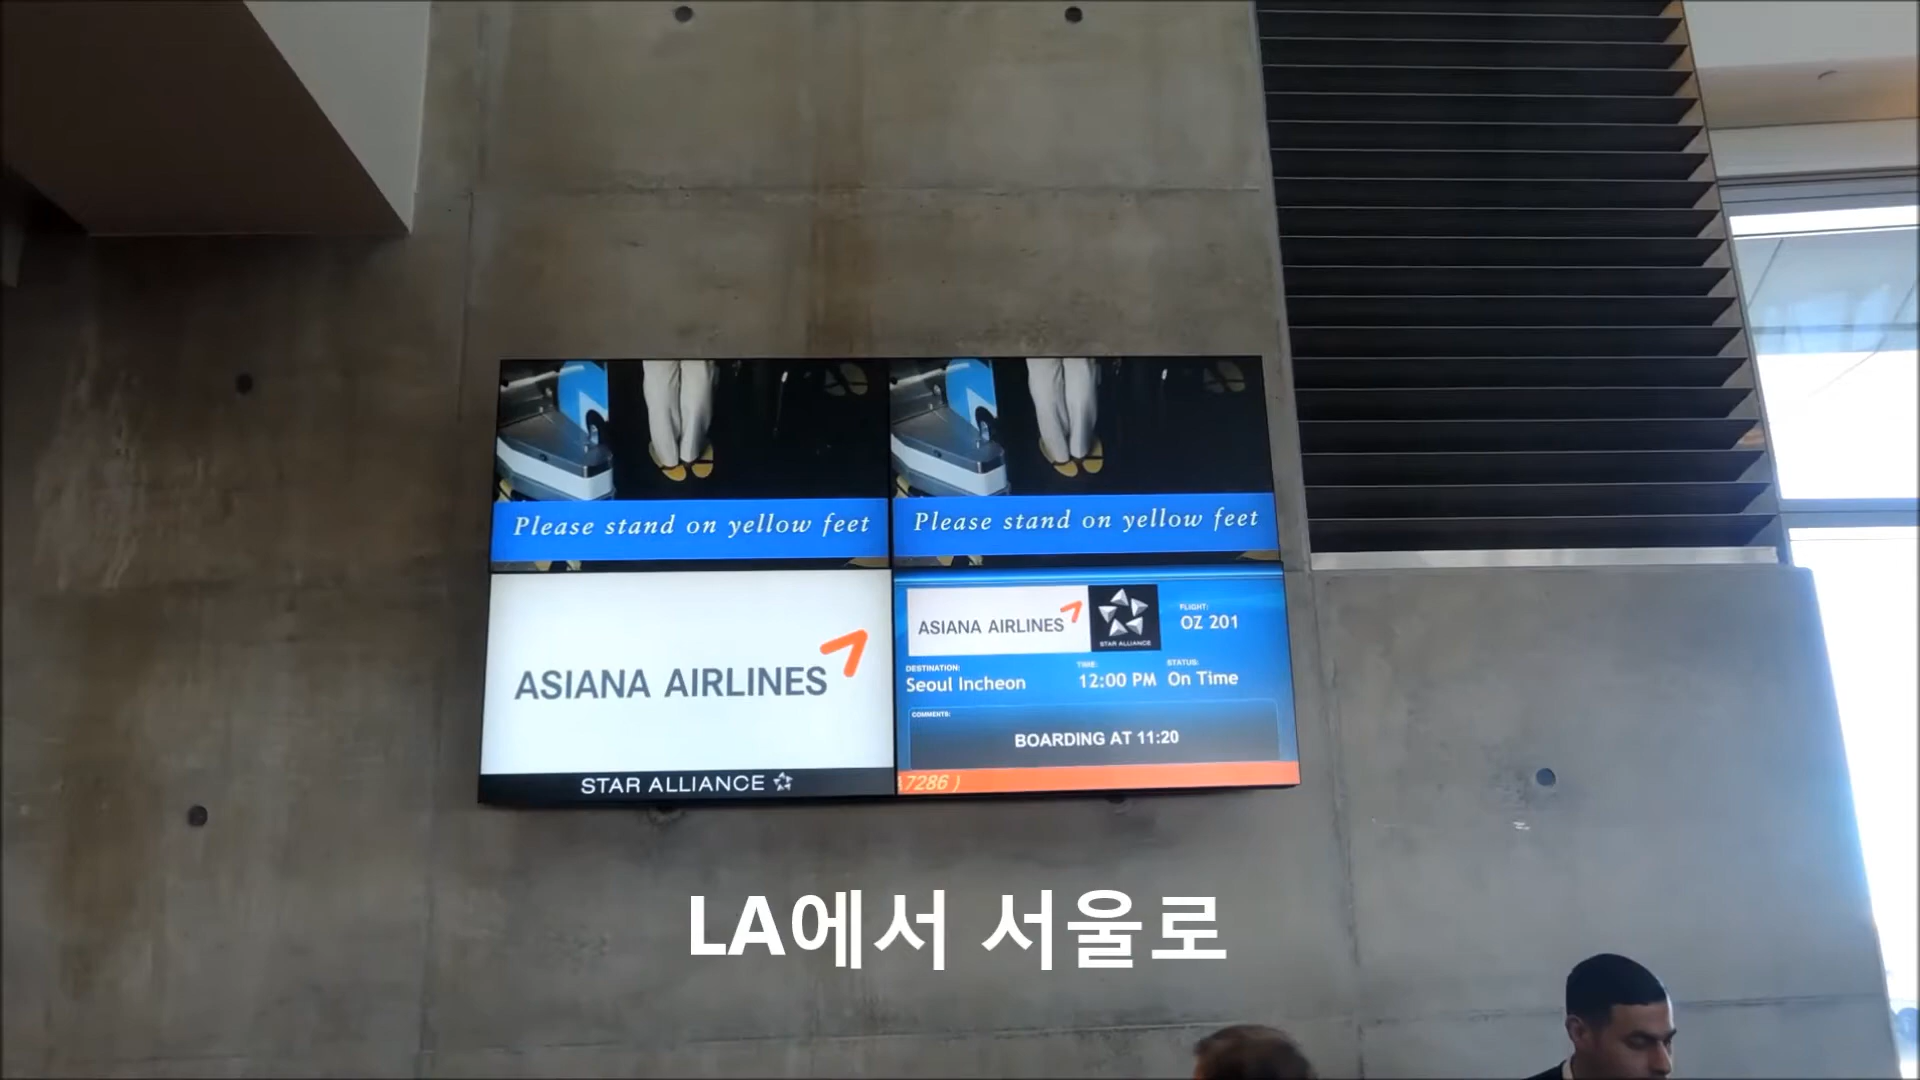 Please stand on yellow feet
Please stand on yellow feet
ASIANA AIRLINES
STAR ALLIANCE
ASIANA AIRLINES
STAR ALLIANCE
FLIGHT:
OZ 201
DESTINATION:
Seoul Incheon
TIME:
12:00 PM
STATUS:
On Time
COMMENTS:
BOARDING AT 11:20
7286 )
LA에서 서울로